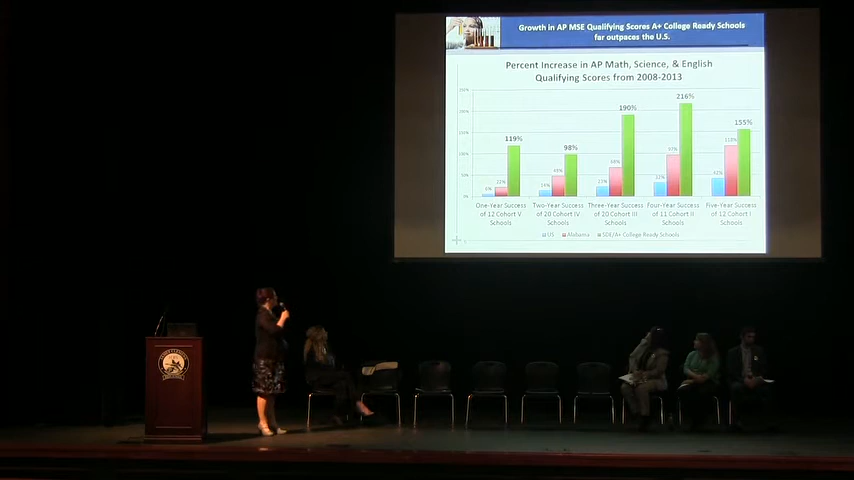 Growth in AP MSE Qualifying Scores A+ College Ready Schools
far outpaces the U.S.
Percent Increase in AP Math, Science, & English
Qualifying Scores from 2008-2013
119%
98%
190%
216%
155%
One-Year Success
of 12 Cohort V
Schools
Two-Year Success
of 20 Cohort IV
Schools
Three-Year Success
of 20 Cohort III
Schools
Four-Year Success
of 11 Cohort II
Schools
Five-Year Success
of 12 Cohort I
Schools
US Alabama SDE/A+ College Ready Schools